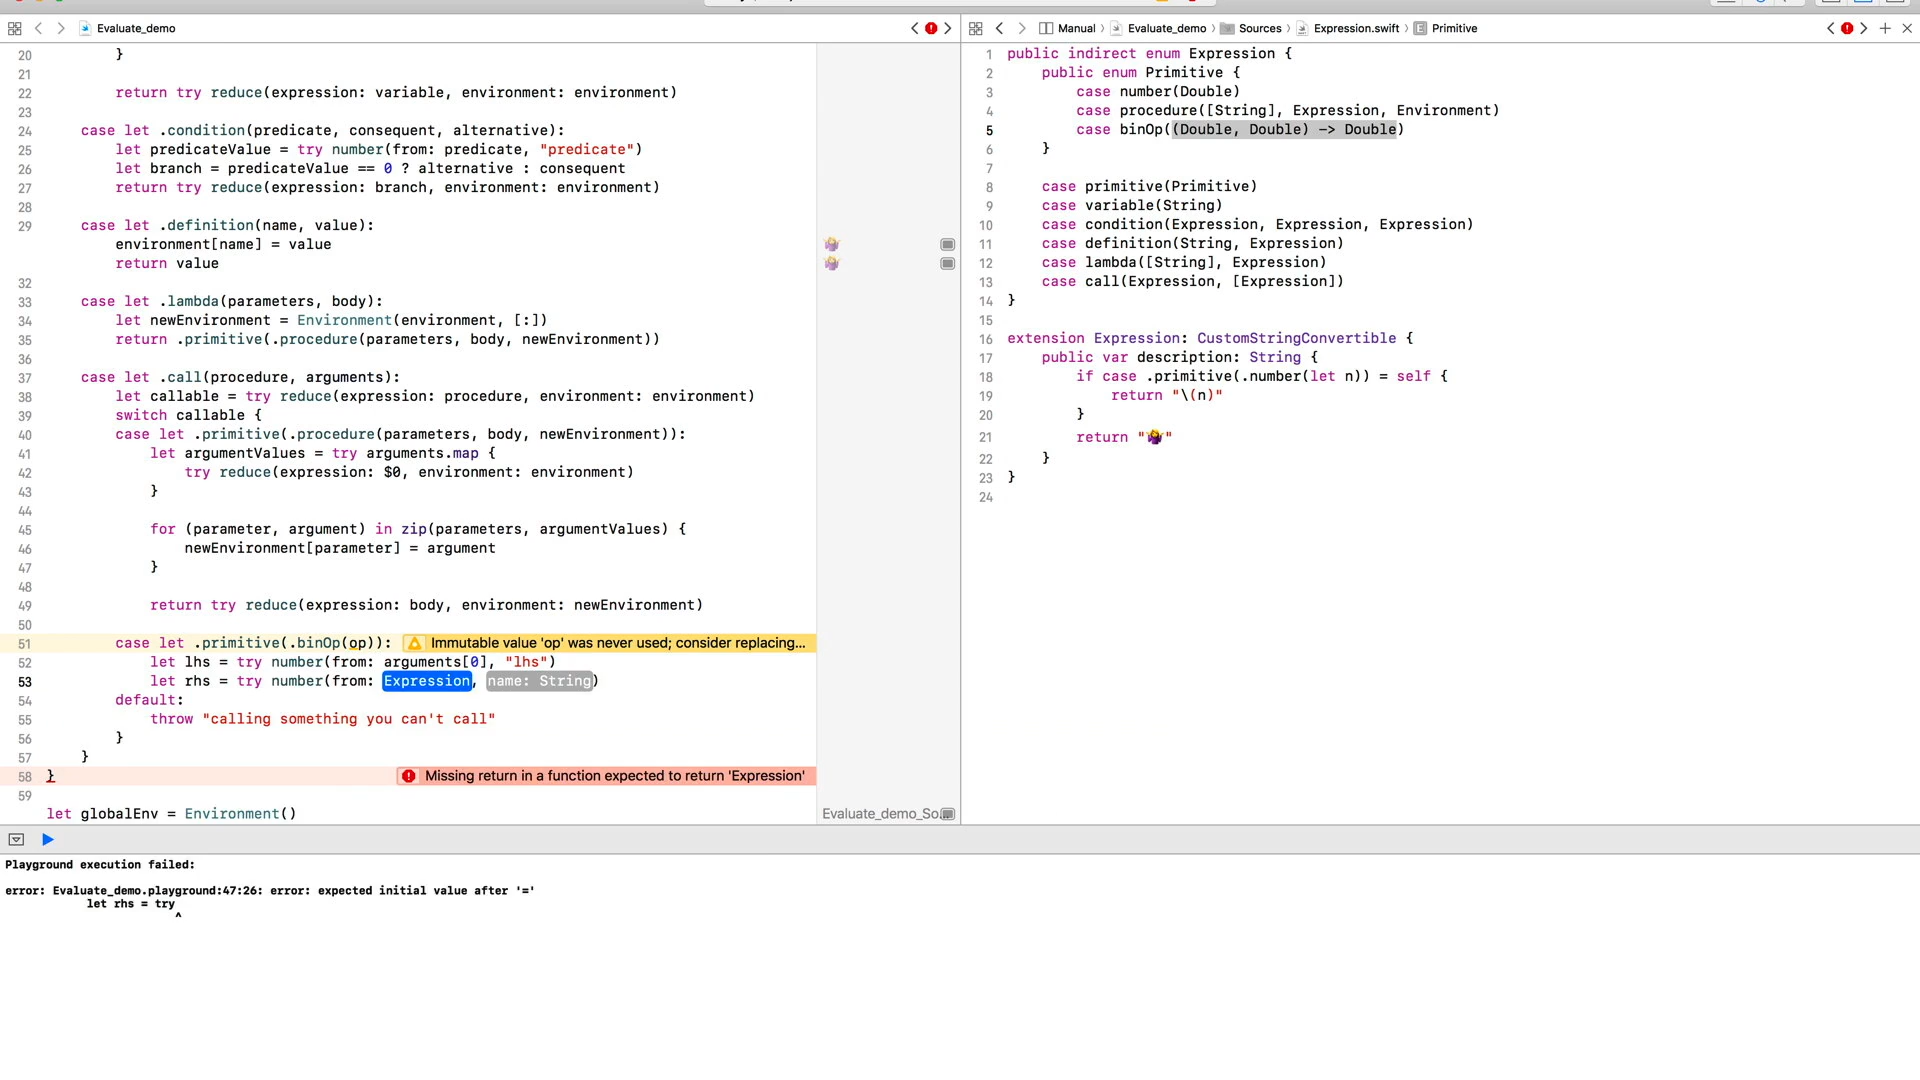 Evaluate_demo
20 }
21
22 return try reduce(expression: variable, environment: environment)
23
24 case let .condition(predicate, consequent, alternative):
25 let predicateValue = try number(from: predicate, "predicate")
26 let branch = predicateValue == 0 ? alternative : consequent
27 return try reduce(expression: branch, environment: environment)
28
29 case let .definition(name, value):
environment[name] = value
return value
32
33 case let .lambda(parameters, body):
34 let newEnvironment = Environment(environment, [:])
35 return .primitive(.procedure(parameters, body, newEnvironment))
36
37 case let .call(procedure, arguments):
38 let callable = try reduce(expression: procedure, environment: environment)
39 switch callable {
40 case let .primitive(.procedure(parameters, body, newEnvironment)):
41 let argumentValues = try arguments.map {
42 try reduce(expression: $0, environment: environment)
43 }
44
45 for (parameter, argument) in zip(parameters, argumentValues) {
46 newEnvironment[parameter] = argument
47 }
48
49 return try reduce(expression: body, environment: newEnvironment)
50
51 case let .primitive(.binOp(op)): Immutable value 'op' was never used; consider replacing...
52 let lhs = try number(from: arguments[0], "lhs")
53 let rhs = try number(from: Expression, name: String)
54 default:
55 throw "calling something you can't call"
56 }
57 }
58 } Missing return in a function expected to return 'Expression'
59
let globalEnv = Environment() Evaluate_demo_So...
Manual Evaluate_demo Sources Expression.swift Primitive
1 public indirect enum Expression {
2 public enum Primitive {
3 case number(Double)
4 case procedure([String], Expression, Environment)
5 case binOp((Double, Double) -> Double)
6 }
7
8 case primitive(Primitive)
9 case variable(String)
10 case condition(Expression, Expression, Expression)
11 case definition(String, Expression)
12 case lambda([String], Expression)
13 case call(Expression, [Expression])
14 }
15
16 extension Expression: CustomStringConvertible {
17 public var description: String {
18 if case .primitive(.number(let n)) = self {
19 return "\(n)"
20 }
21 return "🤷‍♀️"
22 }
23 }
24
Playground execution failed:
error: Evaluate_demo.playground:47:26: error: expected initial value after '='
let rhs = try
^